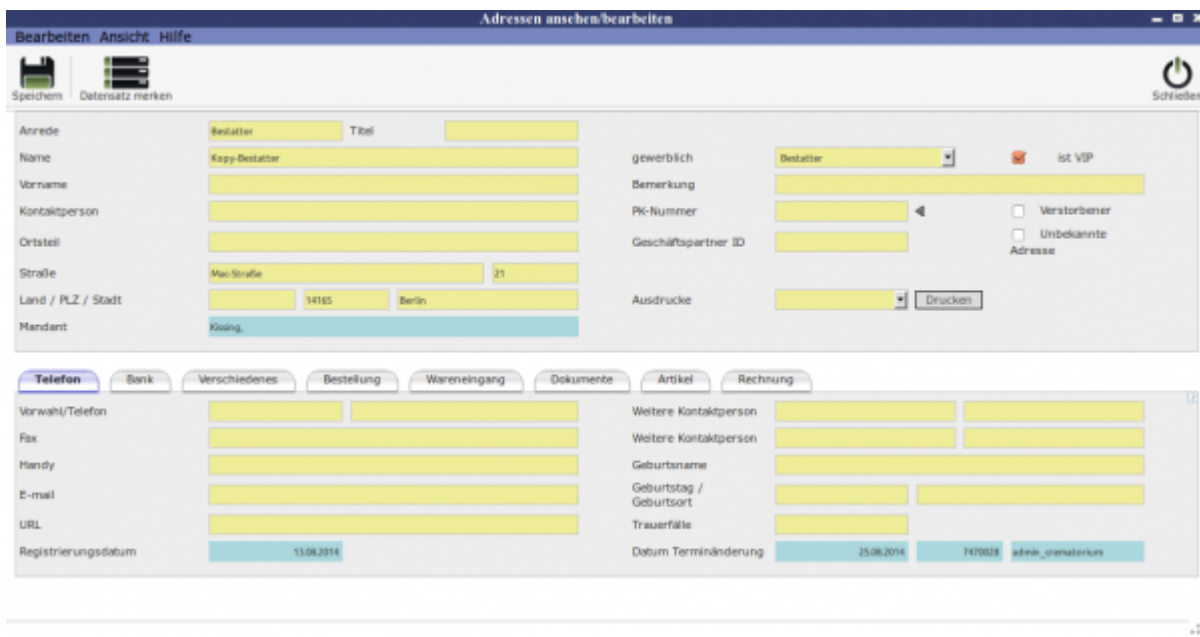 Adressen ansehen/bearbeiten
Bearbeiten Ansicht Hilfe
Speichern Datensatz merken Schließen
Anrede Bestatter Titel
Name Kopy-Bestatter gewerblich Bestatter ist VIP
Vorname Bemerkung
Kontaktperson PK-Nummer Verstorbener
Ortsteil Geschäftspartner ID Unbekannte Adresse
Straße Mac-Straße 21
Land / PLZ / Stadt 14165 Berlin Ausdrucke Drucken
Mandant
Telefon Bank Verschiedenes Bestellung Wareneingang Dokumente Artikel Rechnung
Vorwahl/Telefon Weitere Kontaktperson
Fax Weitere Kontaktperson
Handy Geburtsname
E-mail Geburtstag / Geburtsort
URL Trauerfälle
Registrierungsdatum 13.08.2014 Datum Terminänderung 25.08.2014 7470028 admin_crematorium